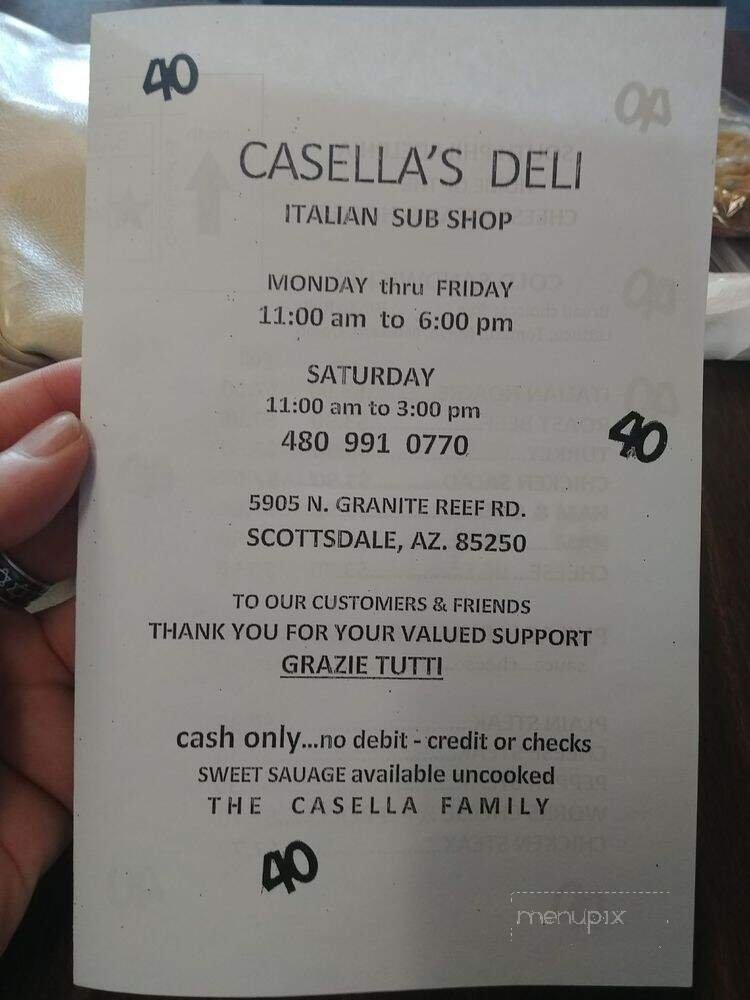 40
CASELLA'S DELI
ITALIAN SUB SHOP
MONDAY thru FRIDAY
11:00 am to 6:00 pm
SATURDAY
11:00 am to 3:00 pm
480 991 0770
40
5905 N. GRANITE REEF RD.
SCOTTSDALE, AZ. 85250
TO OUR CUSTOMERS & FRIENDS
THANK YOU FOR YOUR VALUED SUPPORT
GRAZIE TUTTI
cash only...no debit - credit or checks
SWEET SAUAGE available uncooked
THE CASELLA FAMILY
40
menupix